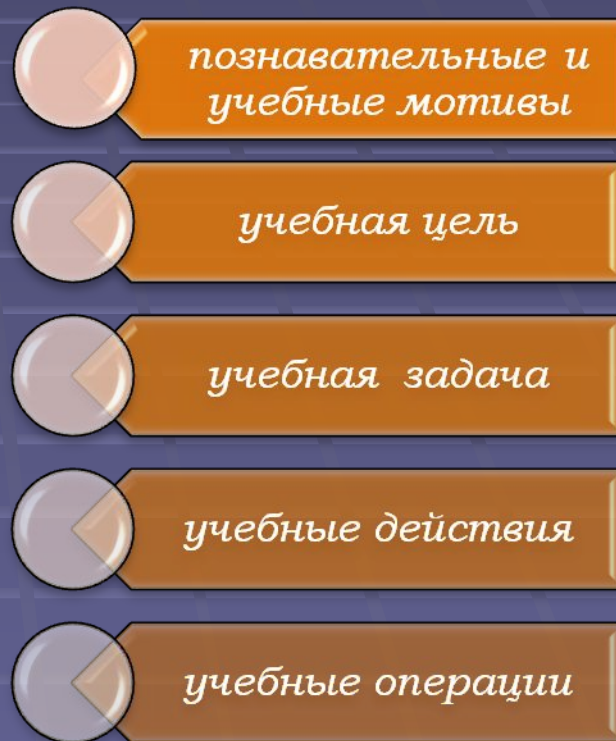 познавательные и
учебные мотивы
учебная цель
учебная задача
учебные действия
учебные операции